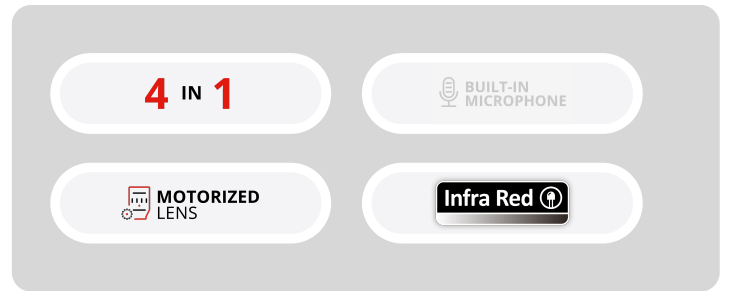 4 IN 1
BUILT-IN
MICROPHONE
MOTORIZED
LENS
Infra Red